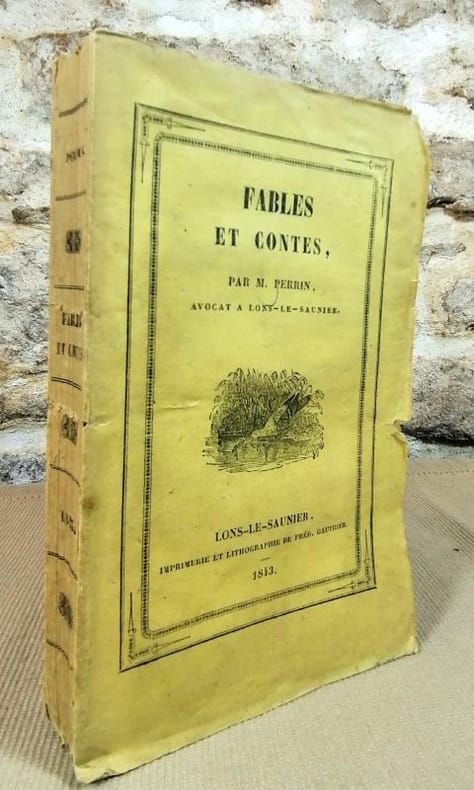 FABLES
ET CONTES,
PAR M. PERRIN,
AVOCAT A LONS-LE-SAUNIER.
LONS-LE-SAUNIER,
IMPRIMERIE ET LITHOGRAPHIE DE FRÉD. GAUTHIER.
1843.